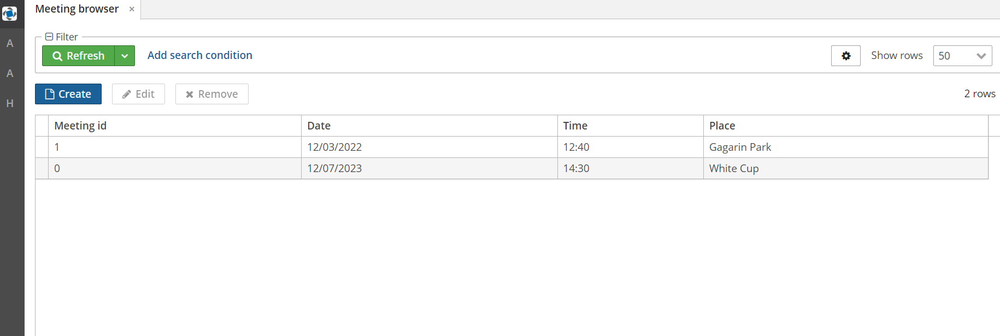 Meeting browser ×
Filter
Refresh Add search condition Show rows 50
Create Edit Remove 2 rows
Meeting id Date Time Place
1 12/03/2022 12:40 Gagarin Park
0 12/07/2023 14:30 White Cup
A
A
H